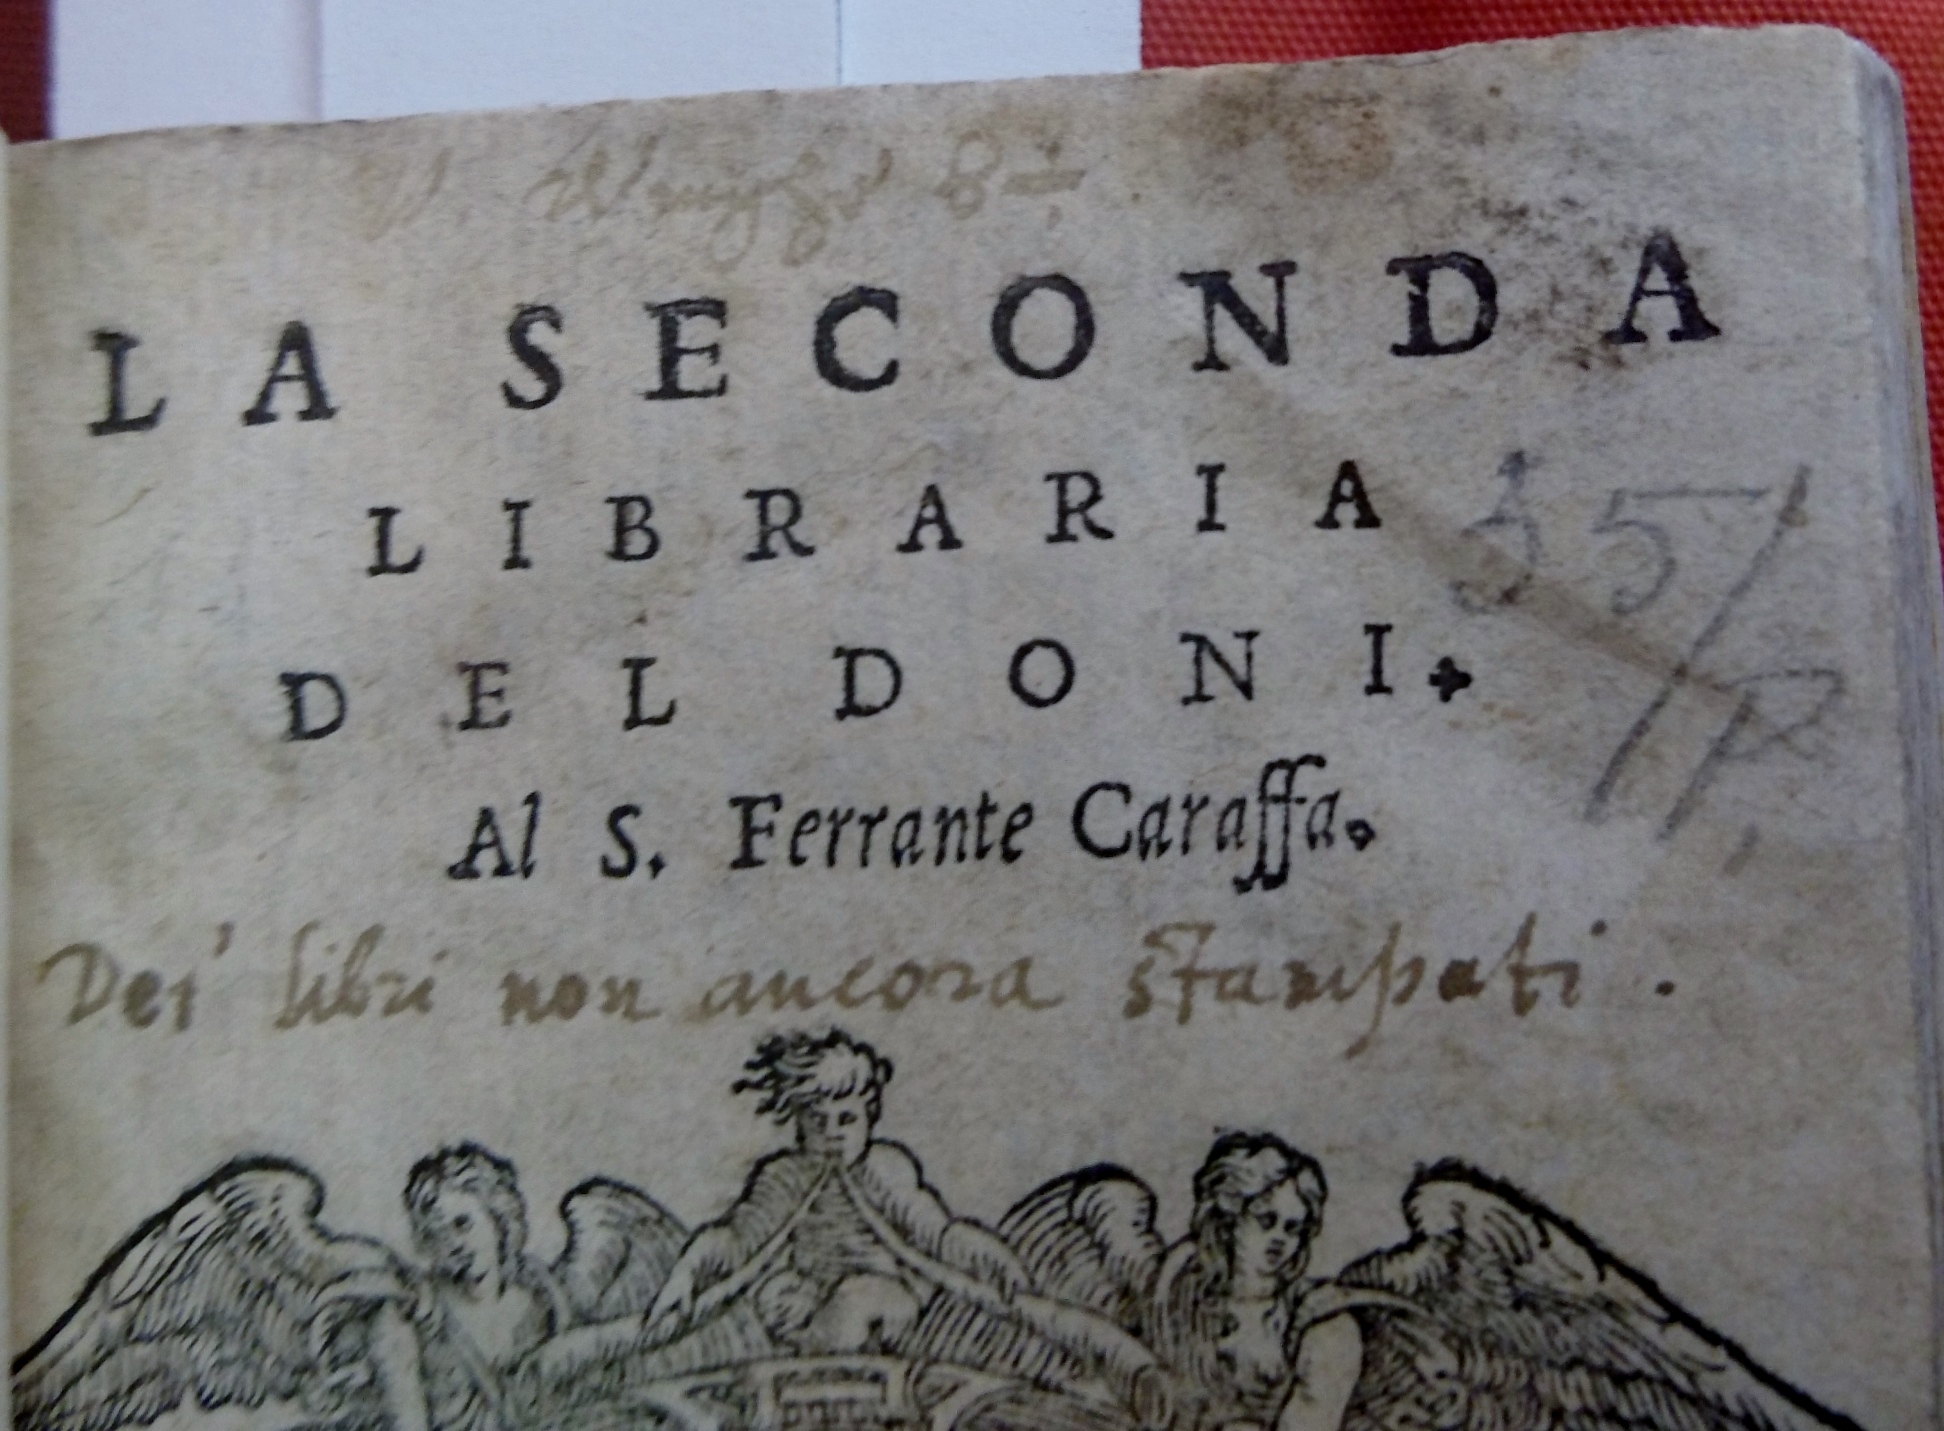 LA SECONDA
LIBRARIA
DEL DONI.
Al S. Ferrante Caraffa.
Dei libri non ancora stampati.